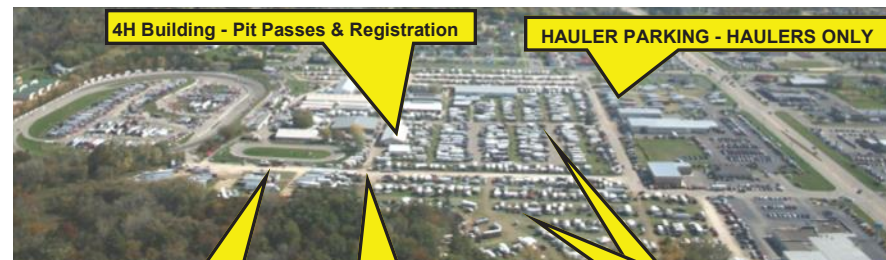 4H Building - Pit Passes & Registration
HAULER PARKING - HAULERS ONLY